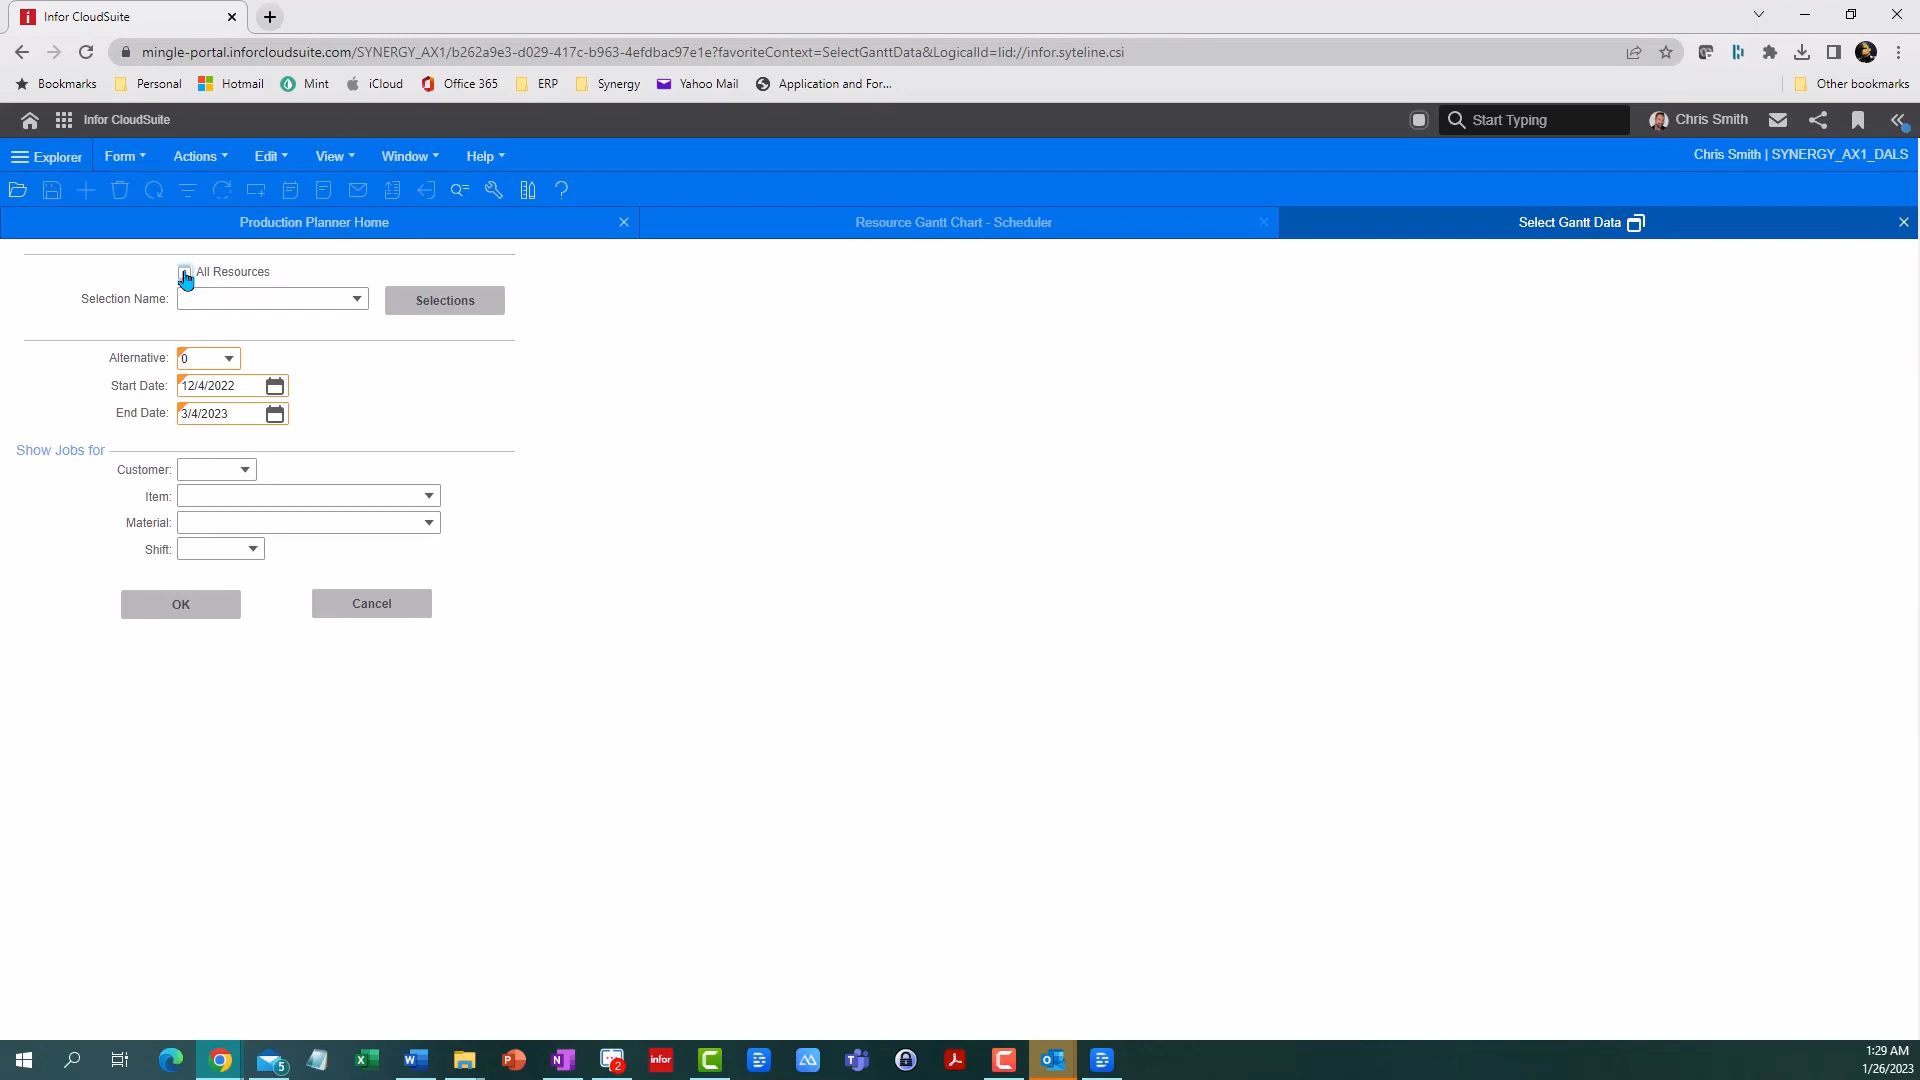 Infor CloudSuite
mingle-portal.inforcloudsuite.com/SYNERGY_AX1/b262a9e3-d029-417c-b963-4efdbac97e1e?favoriteContext=SelectGanttData&LogicalId=lid://infor.syteline.csi
Bookmarks Personal Hotmail Mint iCloud Office 365 ERP Synergy Yahoo Mail Application and For... Other bookmarks
Infor CloudSuite Start Typing Chris Smith
Explorer Form Actions Edit View Window Help Chris Smith | SYNERGY_AX1_DALS
Production Planner Home Resource Gantt Chart - Scheduler Select Gantt Data
All Resources
Selection Name: Selections
Alternative: 0
Start Date: 12/4/2022
End Date: 3/4/2023
Show Jobs for
Customer:
Item:
Material:
Shift:
OK Cancel
5 infor 2
1:29 AM
1/26/2023